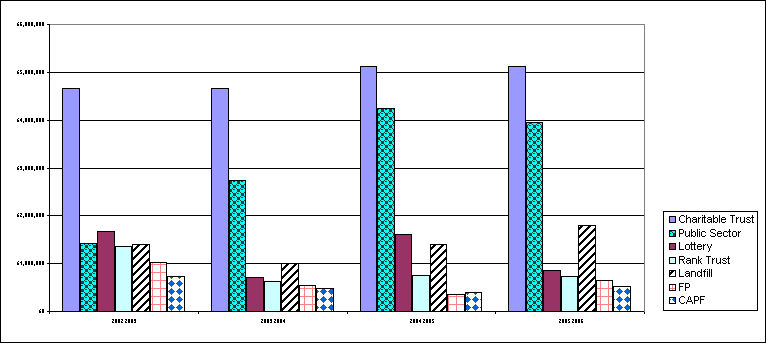 £6,000,000
£5,000,000
£4,000,000
£3,000,000
£2,000,000
£1,000,000
£0
2002 2003
2003 2004
2004 2005
2005 2006
Charitable Trust
Public Sector
Lottery
Rank Trust
Landfill
FP
CAPF